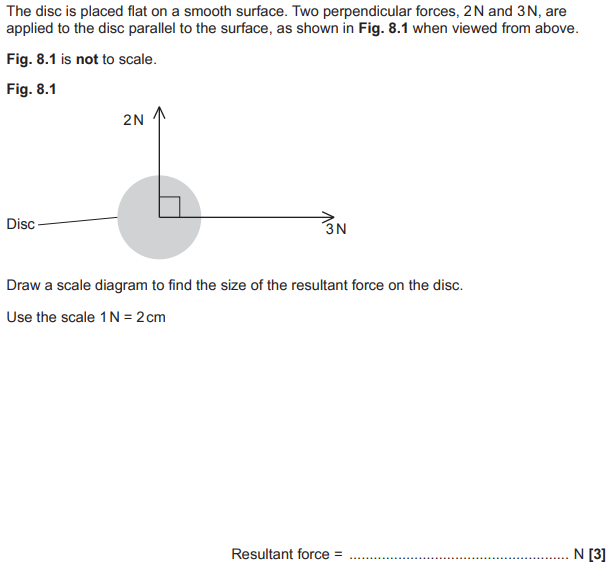 The disc is placed flat on a smooth surface. Two perpendicular forces, 2 N and 3 N, are
applied to the disc parallel to the surface, as shown in Fig. 8.1 when viewed from above.
Fig. 8.1 is not to scale.
Fig. 8.1
2 N
Disc
3 N
Draw a scale diagram to find the size of the resultant force on the disc.
Use the scale 1 N = 2 cm
Resultant force = ...................................................... N [3]